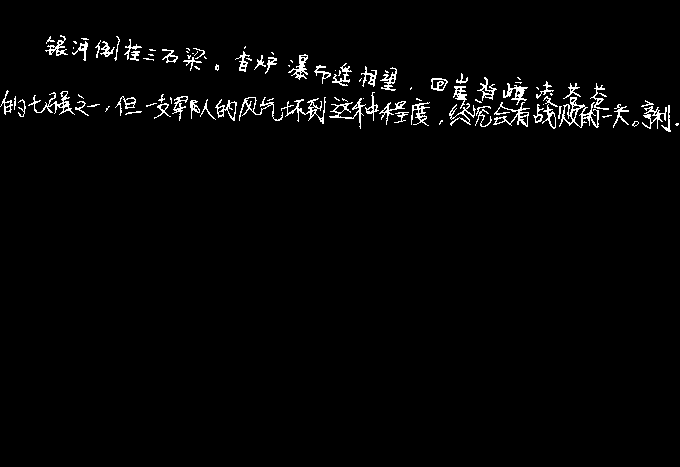 银河倒挂三石梁。香炉瀑布遥相望，回崖沓嶂凌苍苍
的七强之一，但一支军队的风气坏到这种程度，终究会有战败的一天。亨利.